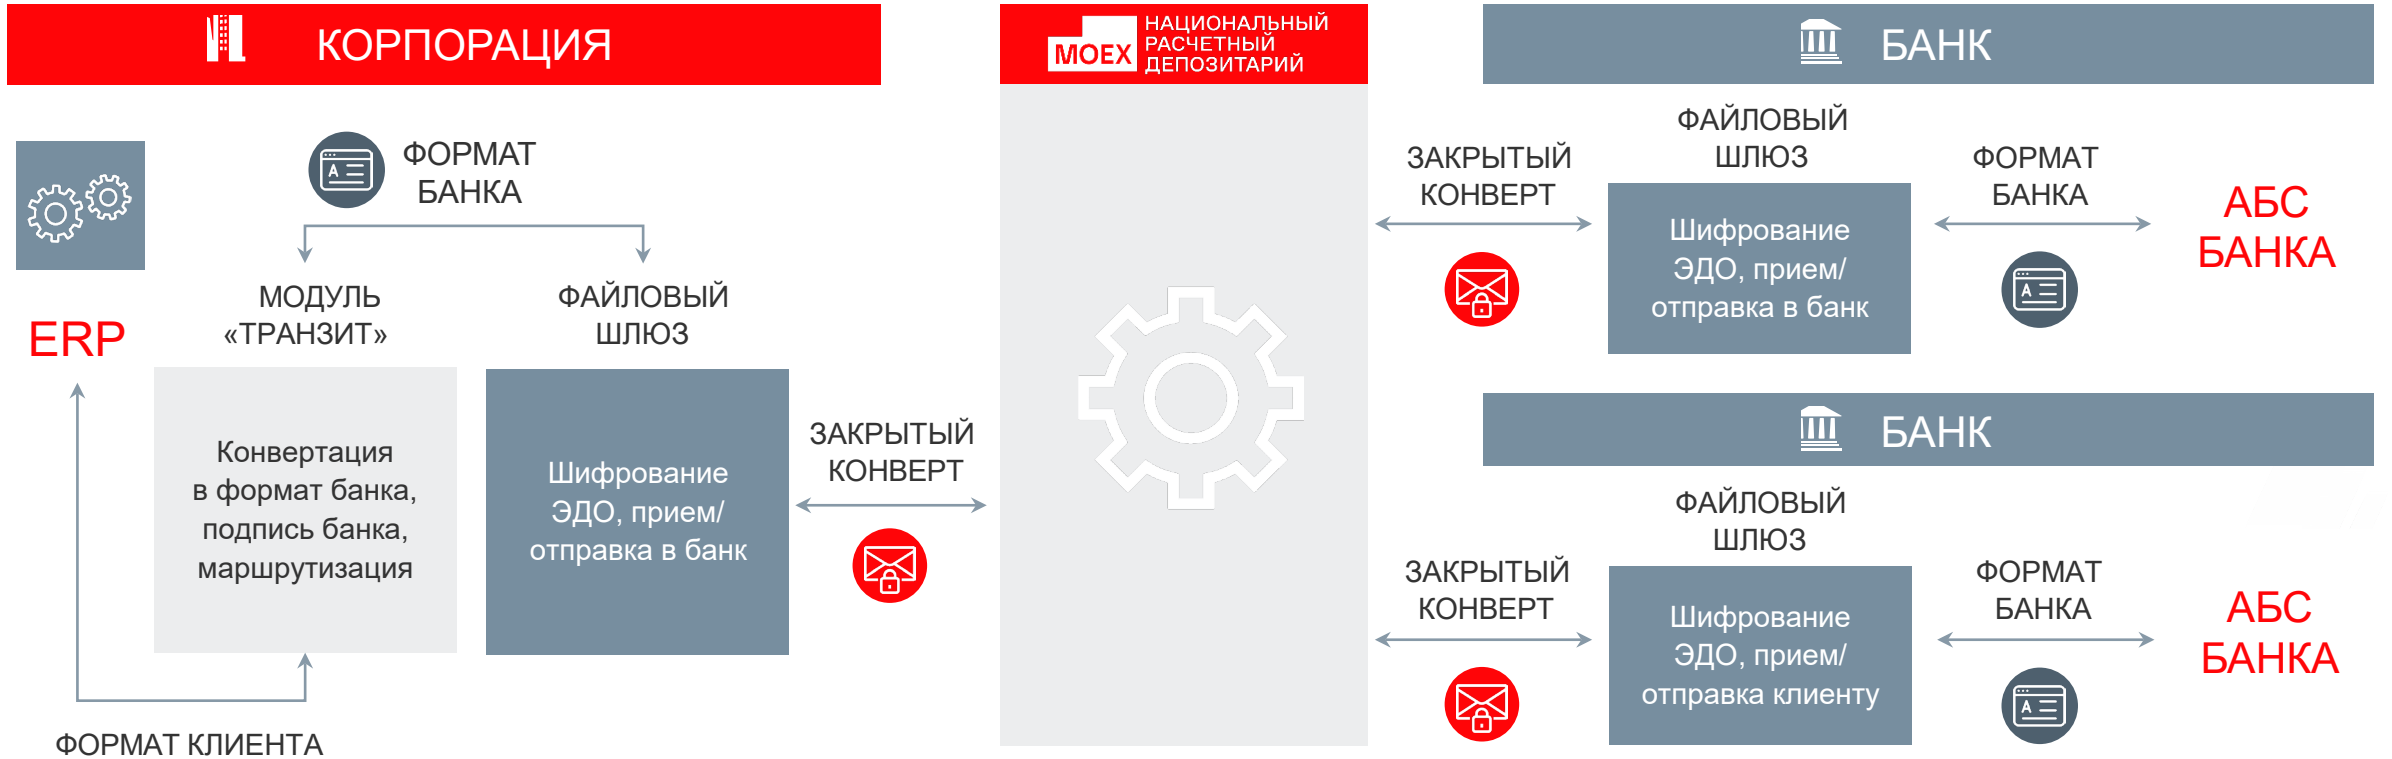 КОРПОРАЦИЯ
ФОРМАТ
БАНКА
ERP
МОДУЛЬ
«ТРАНЗИТ»
Конвертация
в формат банка,
подпись банка,
маршрутизация
ФАЙЛОВЫЙ
ШЛЮЗ
Шифрование
ЭДО, прием/
отправка в банк
ФОРМАТ КЛИЕНТА
ЗАКРЫТЫЙ
КОНВЕРТ
MOEX
НАЦИОНАЛЬНЫЙ
РАСЧЕТНЫЙ
ДЕПОЗИТАРИЙ
БАНК
ЗАКРЫТЫЙ
КОНВЕРТ
ФАЙЛОВЫЙ
ШЛЮЗ
Шифрование
ЭДО, прием/
отправка в банк
ФОРМАТ
БАНКА
АБС
БАНКА
БАНК
ЗАКРЫТЫЙ
КОНВЕРТ
ФАЙЛОВЫЙ
ШЛЮЗ
Шифрование
ЭДО, прием/
отправка клиенту
ФОРМАТ
БАНКА
АБС
БАНКА